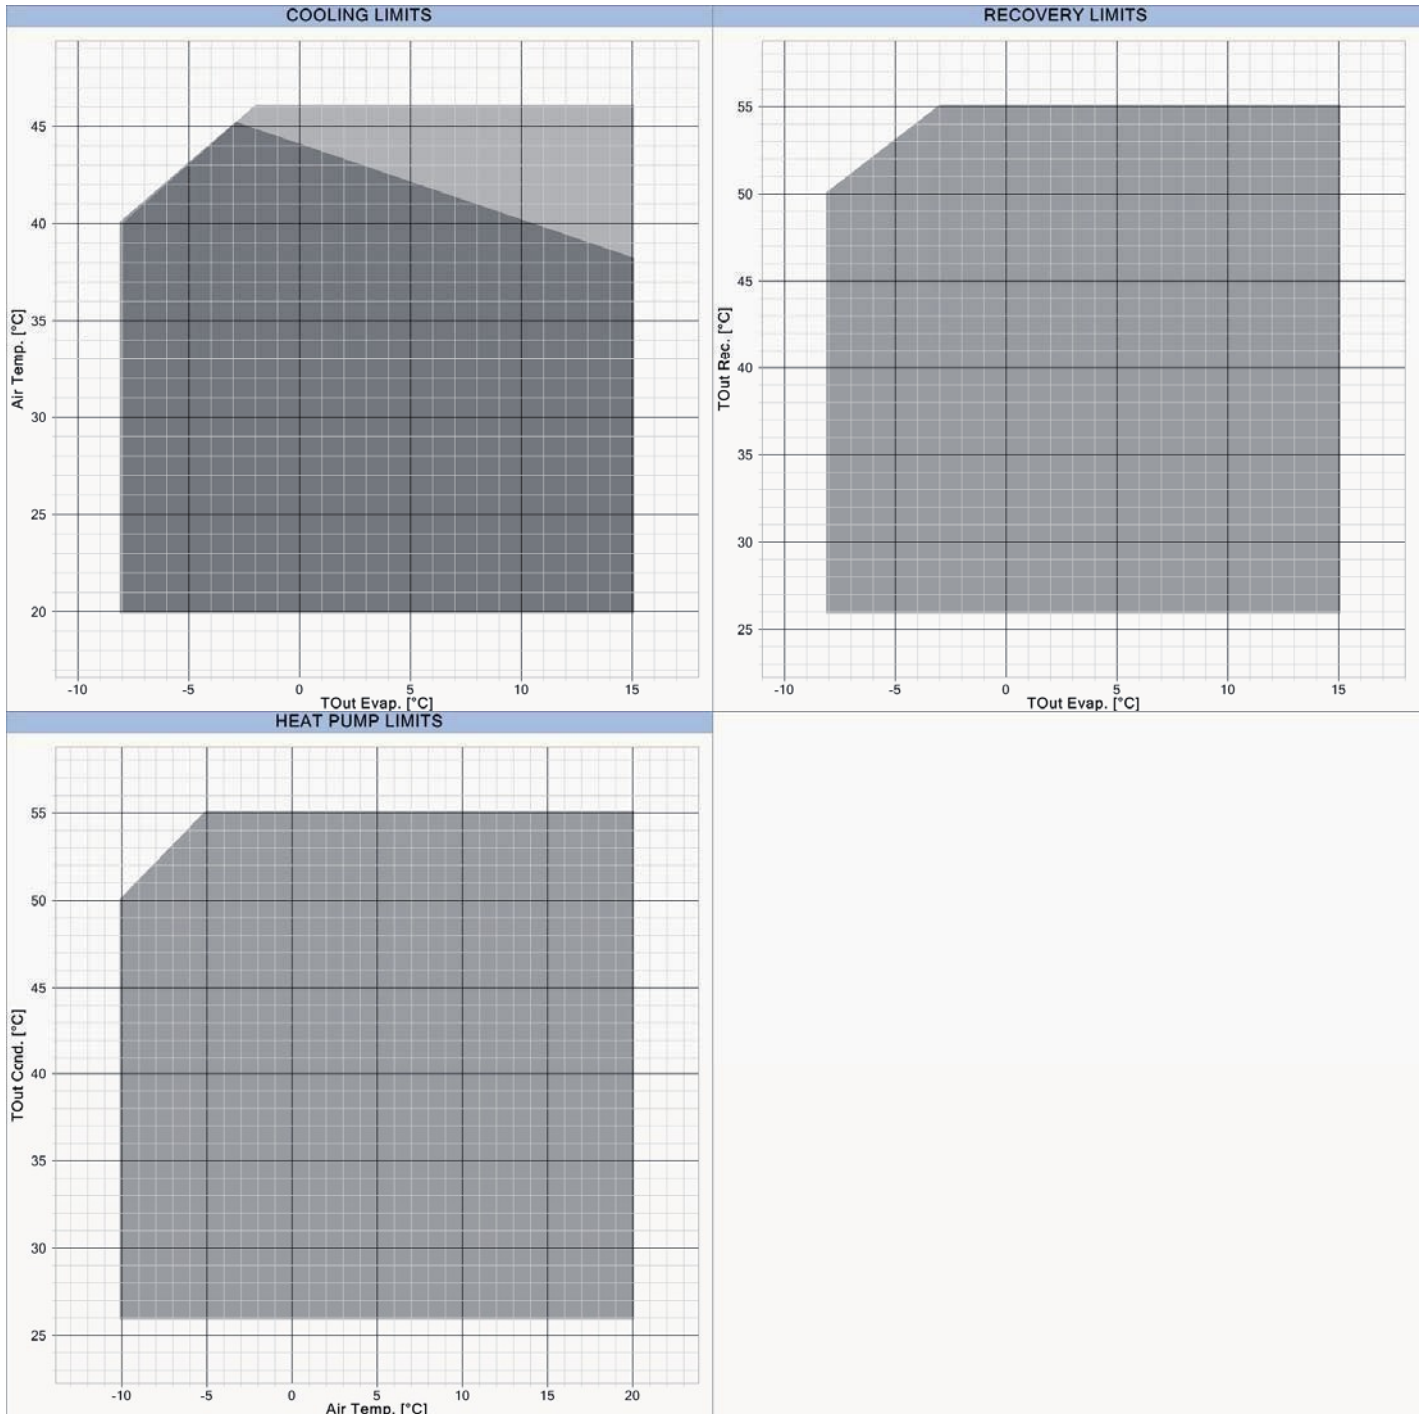 COOLING LIMITS
45
40
35
30
25
20
Air Temp. [°C]
-10 -5 0 5 10 15
TOut Evap. [°C]
RECOVERY LIMITS
55
50
45
40
35
30
25
TOut Rec. [°C]
-10 -5 0 5 10 15
TOut Evap. [°C]
HEAT PUMP LIMITS
55
50
45
40
35
30
25
TOut Cond. [°C]
-10 -5 0 5 10 15 20
Air Temp. [°C]